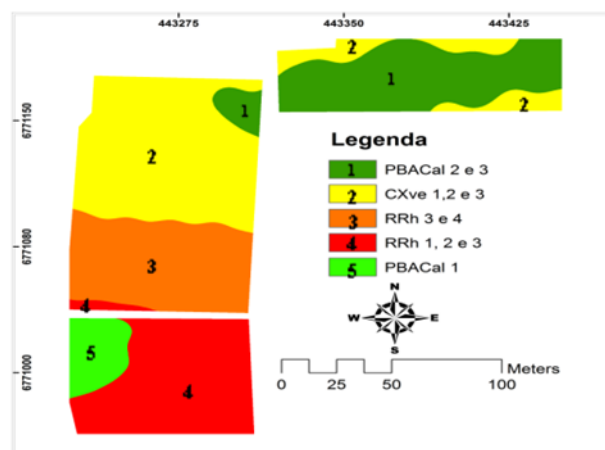 443275 443350 443425
2
1
2
1
2
3
4
5
4
6771150
6771080
6771000
Legenda
1 PBACal 2 e 3
2 CXve 1,2 e 3
3 RRh 3 e 4
4 RRh 1, 2 e 3
5 PBACal 1
N
W E
S
Meters
0 25 50 100